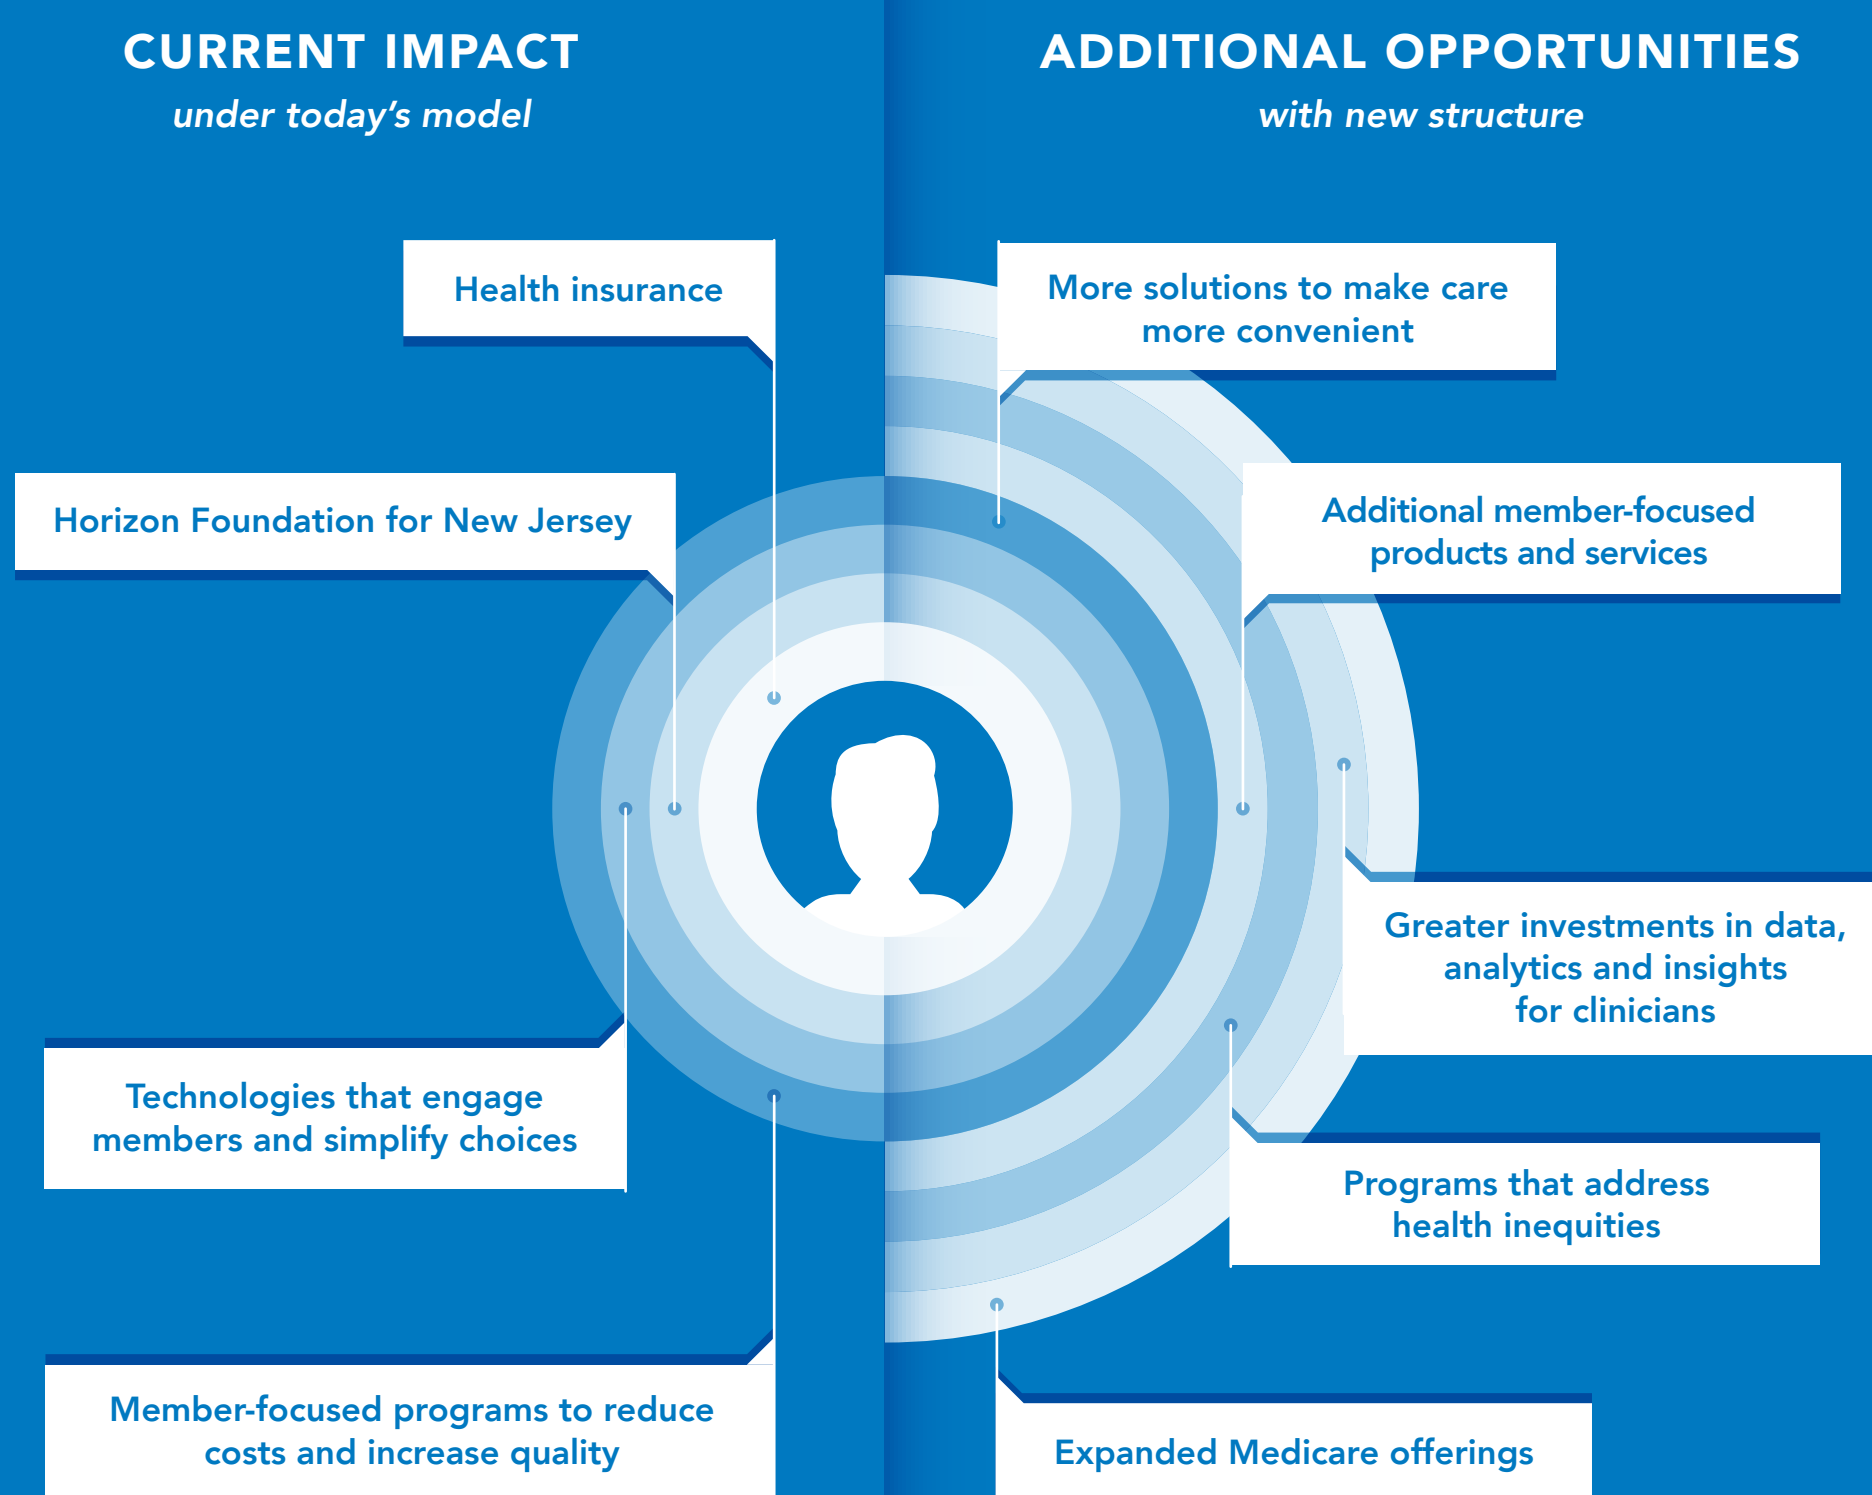 CURRENT IMPACT
under today's model
Health insurance
Horizon Foundation for New Jersey
Technologies that engage
members and simplify choices
Member-focused programs to reduce
costs and increase quality
ADDITIONAL OPPORTUNITIES
with new structure
More solutions to make care
more convenient
Additional member-focused
products and services
Greater investments in data,
analytics and insights
for clinicians
Programs that address
health inequities
Expanded Medicare offerings